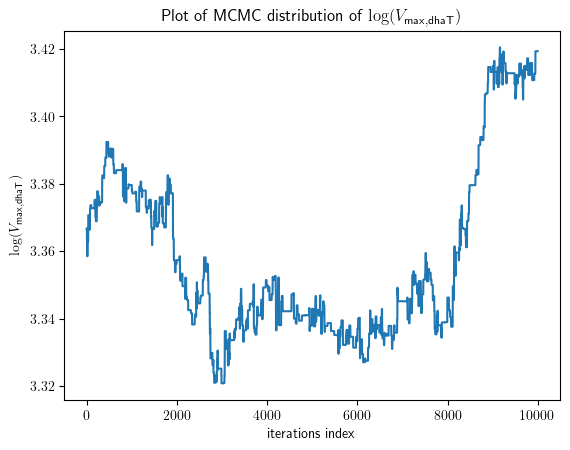 Plot of MCMC distribution of log(V_max,dhaT)
3.42
3.40
3.38
3.36
3.34
3.32
log(V_max,dhaT)
0 2000 4000 6000 8000 10000
iterations index